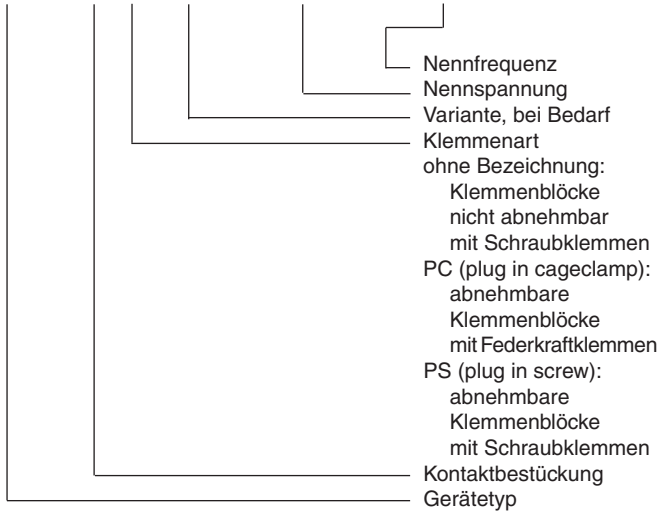 Nennfrequenz
Nennspannung
Variante, bei Bedarf
Klemmenart
ohne Bezeichnung:
Klemmenblöcke
nicht abnehmbar
mit Schraubklemmen
PC (plug in cageclamp):
abnehmbare
Klemmenblöcke
mit Federkraftklemmen
PS (plug in screw):
abnehmbare
Klemmenblöcke
mit Schraubklemmen
Kontaktbestückung
Gerätetyp